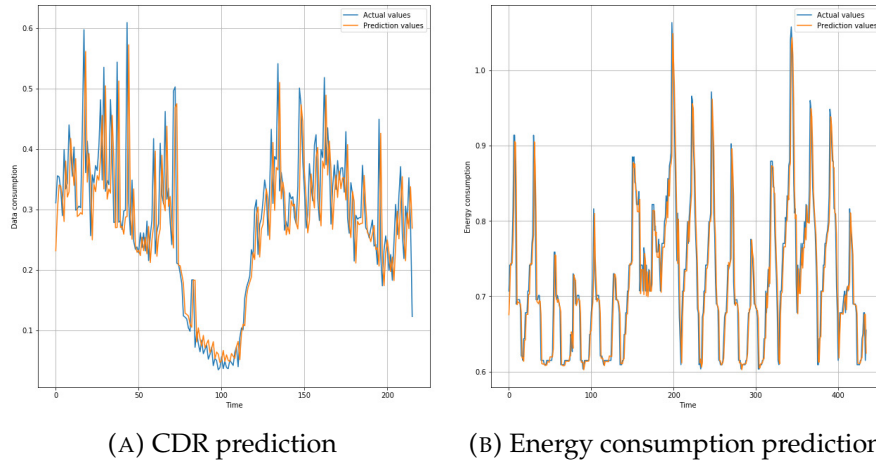 Actual values
Prediction values
0.6
0.5
0.4
0.3
0.2
0.1
Data consumption
0 50 100 150 200
Time
Actual values
Prediction values
1.0
0.9
0.8
0.7
0.6
Energy consumption
0 100 200 300 400
Time
(A) CDR prediction
(B) Energy consumption prediction